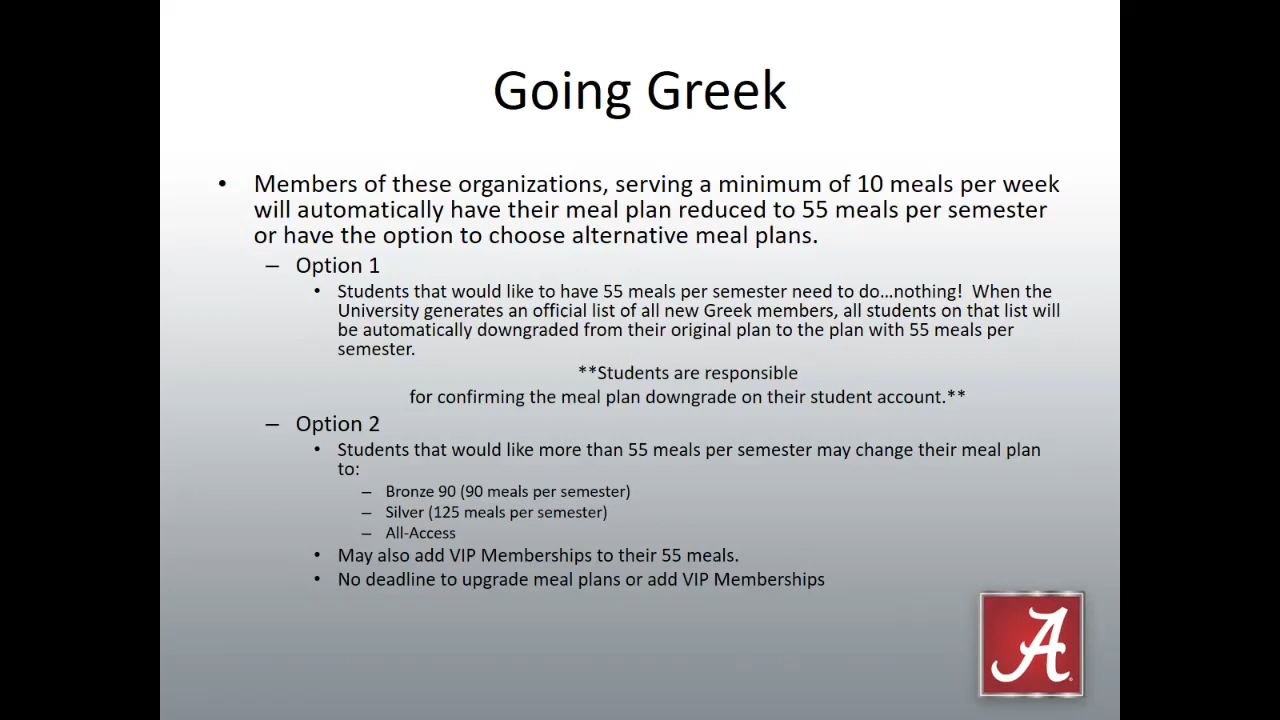 Going Greek
• Members of these organizations, serving a minimum of 10 meals per week
will automatically have their meal plan reduced to 55 meals per semester
or have the option to choose alternative meal plans.
– Option 1
• Students that would like to have 55 meals per semester need to do…nothing!  When the
University generates an official list of all new Greek members, all students on that list will
be automatically downgraded from their original plan to the plan with 55 meals per
semester.
**Students are responsible
for confirming the meal plan downgrade on their student account.**
– Option 2
• Students that would like more than 55 meals per semester may change their meal plan
to:
– Bronze 90 (90 meals per semester)
– Silver (125 meals per semester)
– All-Access
• May also add VIP Memberships to their 55 meals.
• No deadline to upgrade meal plans or add VIP Memberships
A